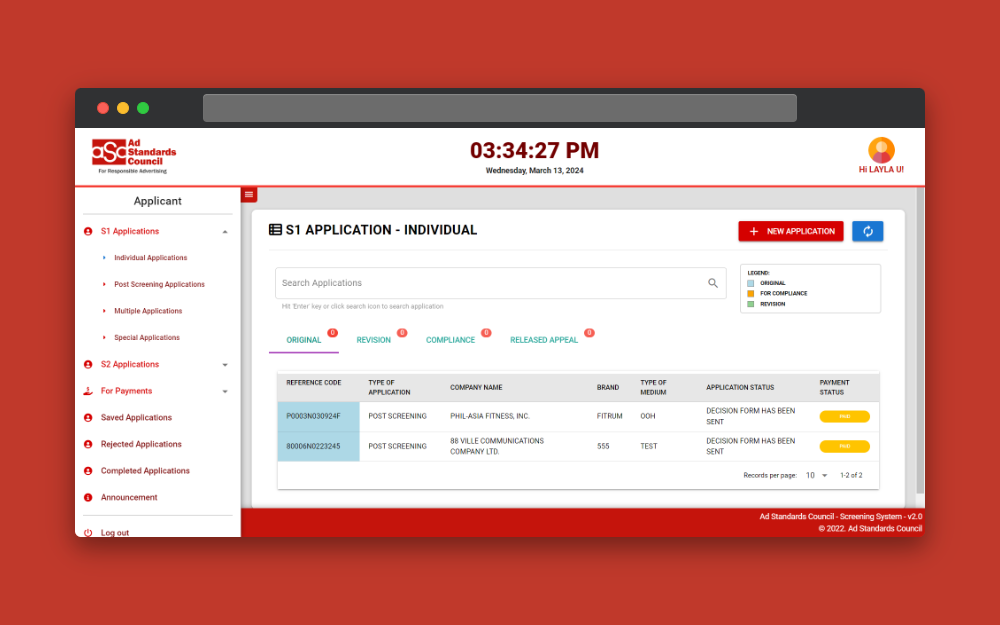 asc Ad
Standards
Council
For Responsible Advertising
03:34:27 PM
Wednesday, March 13, 2024
Hi LAYLA U!
Applicant
S1 Applications
Individual Applications
Post Screening Applications
Multiple Applications
Special Applications
S2 Applications
For Payments
Saved Applications
Rejected Applications
Completed Applications
Announcement
Log out
S1 APPLICATION - INDIVIDUAL
NEW APPLICATION
Search Applications
Hit 'Enter' key or click search icon to search application
LEGEND:
ORIGINAL
FOR COMPLIANCE
REVISION
ORIGINAL 0
REVISION 0
COMPLIANCE 0
RELEASED APPEAL 0
REFERENCE CODE
TYPE OF
APPLICATION
COMPANY NAME
BRAND
TYPE OF
MEDIUM
APPLICATION STATUS
PAYMENT
STATUS
P0003N030924F
POST SCREENING
PHIL-ASIA FITNESS, INC.
FITRUM
OOH
DECISION FORM HAS BEEN
SENT
PAID
80006N0223245
POST SCREENING
88 VILLE COMMUNICATIONS
COMPANY LTD.
555
TEST
DECISION FORM HAS BEEN
SENT
PAID
Records per page: 10 1-2 of 2
Ad Standards Council - Screening System - v2.0
© 2022. Ad Standards Council